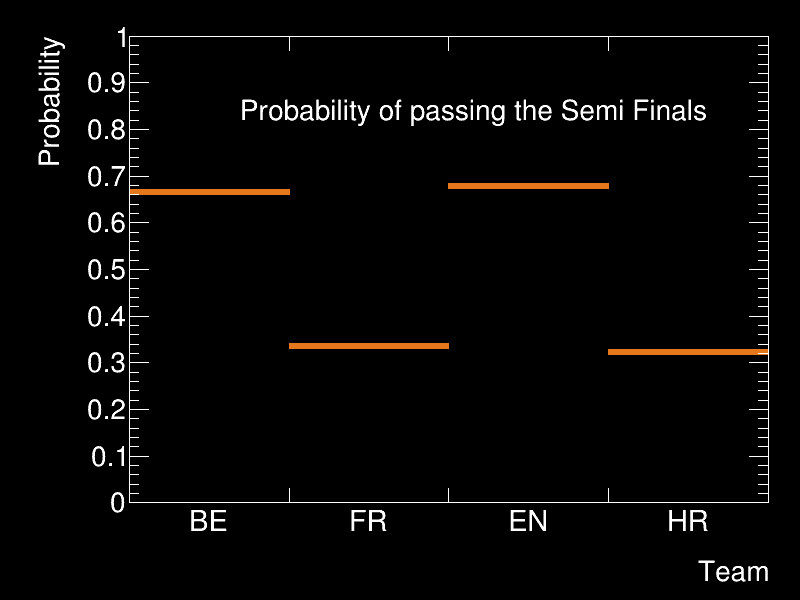 Probability
1
0.9
Probability of passing the Semi Finals
0.8
0.7
0.6
0.5
0.4
0.3
0.2
0.1
0
BE FR EN HR
Team